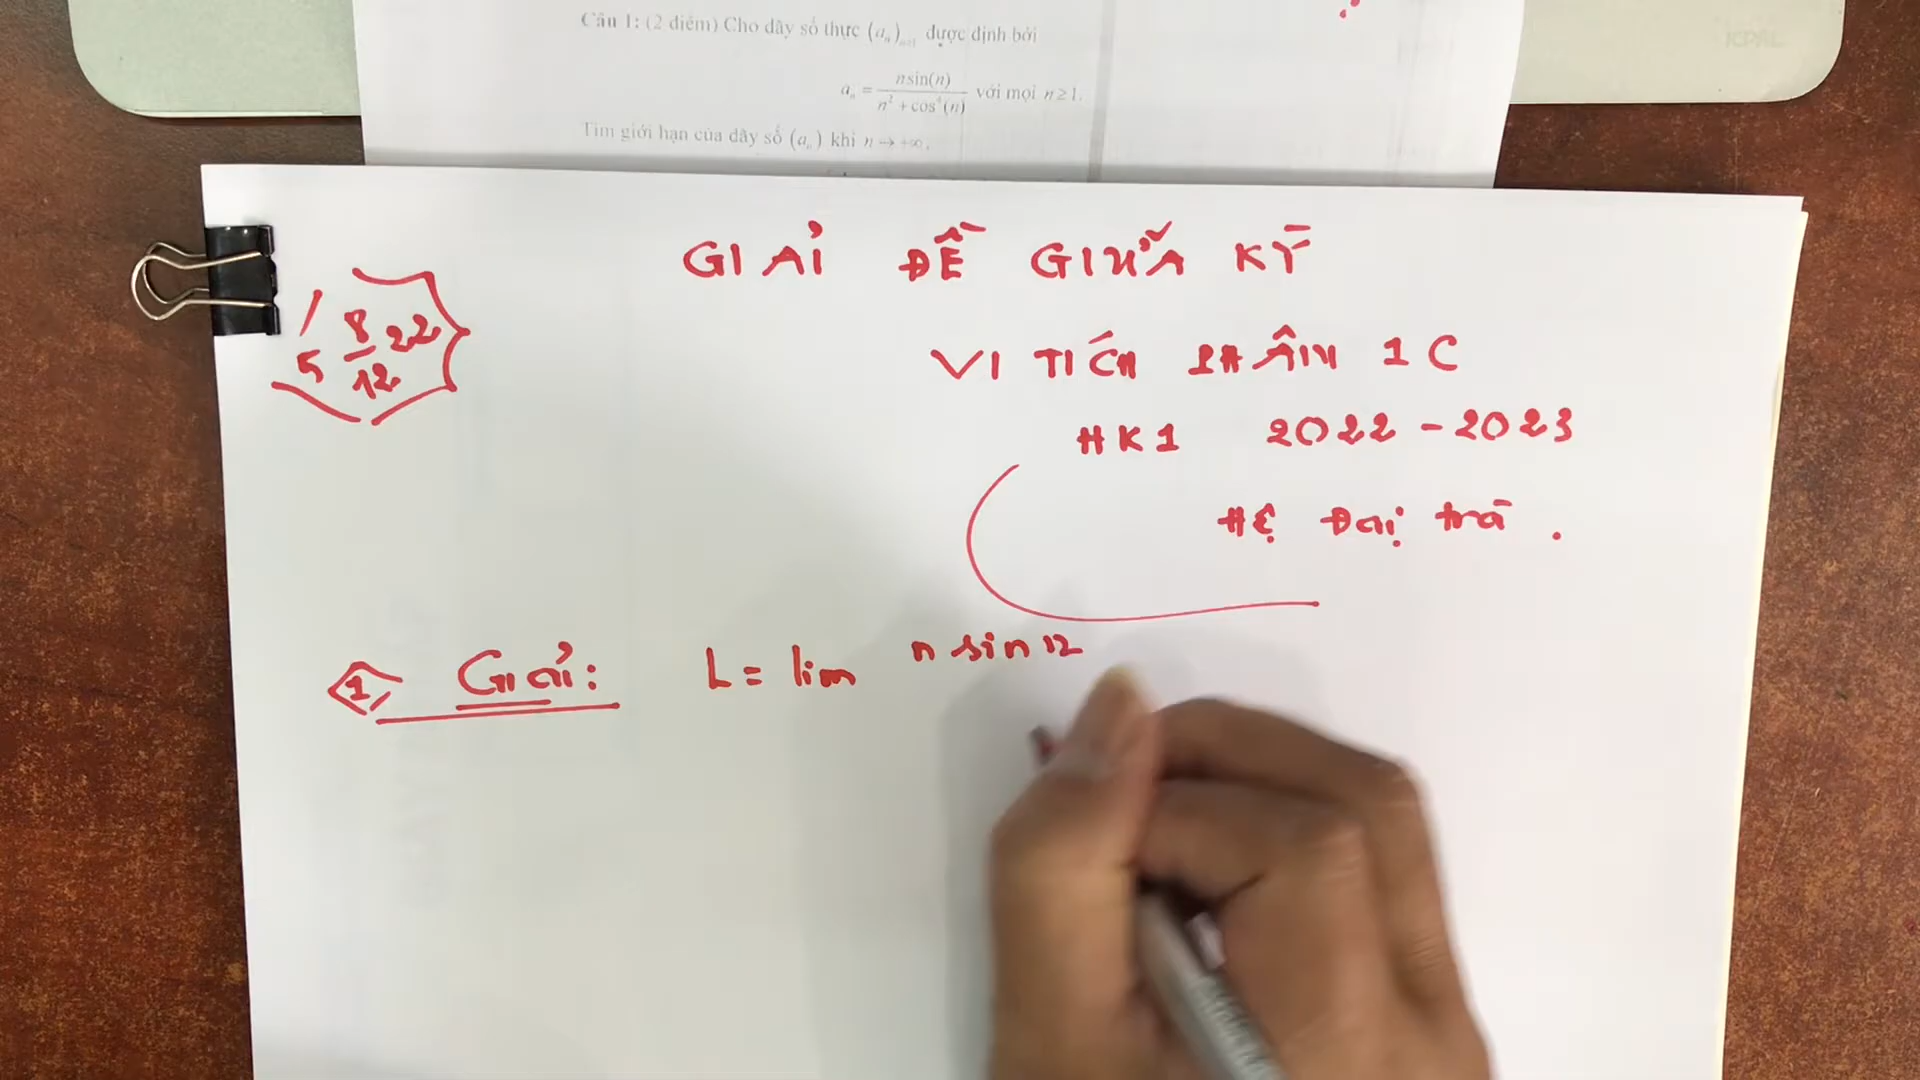 Câu 1: (2 điểm) Cho dãy số thực (aₙ)ₙ≥₁ được định bởi
aₙ = n sin(n) / (n² + cos⁴(n)) với mọi n ≥ 1.
Tìm giới hạn của dãy số (aₙ) khi n → +∞.
GIẢI ĐỀ GIỮA KỲ
VI TÍCH PHÂN 1C
HK1 2022 - 2023
HỆ Đại trà.
5 8/12 22
1 Giải: L = lim n sin n